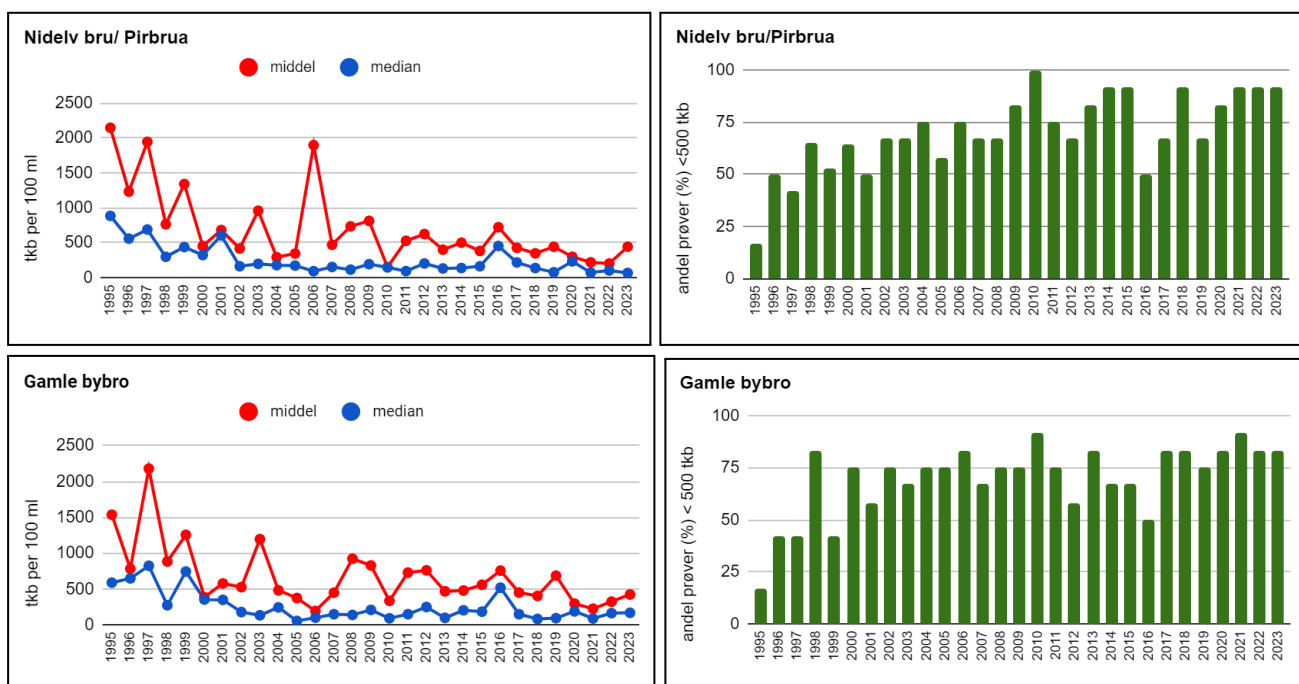 Nidelv bru/ Pirbrua
middel median
tkb per 100 ml
2500
2000
1500
1000
500
0
1995 1996 1997 1998 1999 2000 2001 2002 2003 2004 2005 2006 2007 2008 2009 2010 2011 2012 2013 2014 2015 2016 2017 2018 2019 2020 2021 2022 2023
Nidelv bru/Pirbrua
andel prøver (%) <500 tkb
100
75
50
25
0
1995 1996 1997 1998 1999 2000 2001 2002 2003 2004 2005 2006 2007 2008 2009 2010 2011 2012 2013 2014 2015 2016 2017 2018 2019 2020 2021 2022 2023
Gamle bybro
middel median
tkb per 100 ml
2500
2000
1500
1000
500
0
1995 1996 1997 1998 1999 2000 2001 2002 2003 2004 2005 2006 2007 2008 2009 2010 2011 2012 2013 2014 2015 2016 2017 2018 2019 2020 2021 2022 2023
Gamle bybro
andel prøver (%) < 500 tkb
100
75
50
25
0
1995 1996 1997 1998 1999 2000 2001 2002 2003 2004 2005 2006 2007 2008 2009 2010 2011 2012 2013 2014 2015 2016 2017 2018 2019 2020 2021 2022 2023